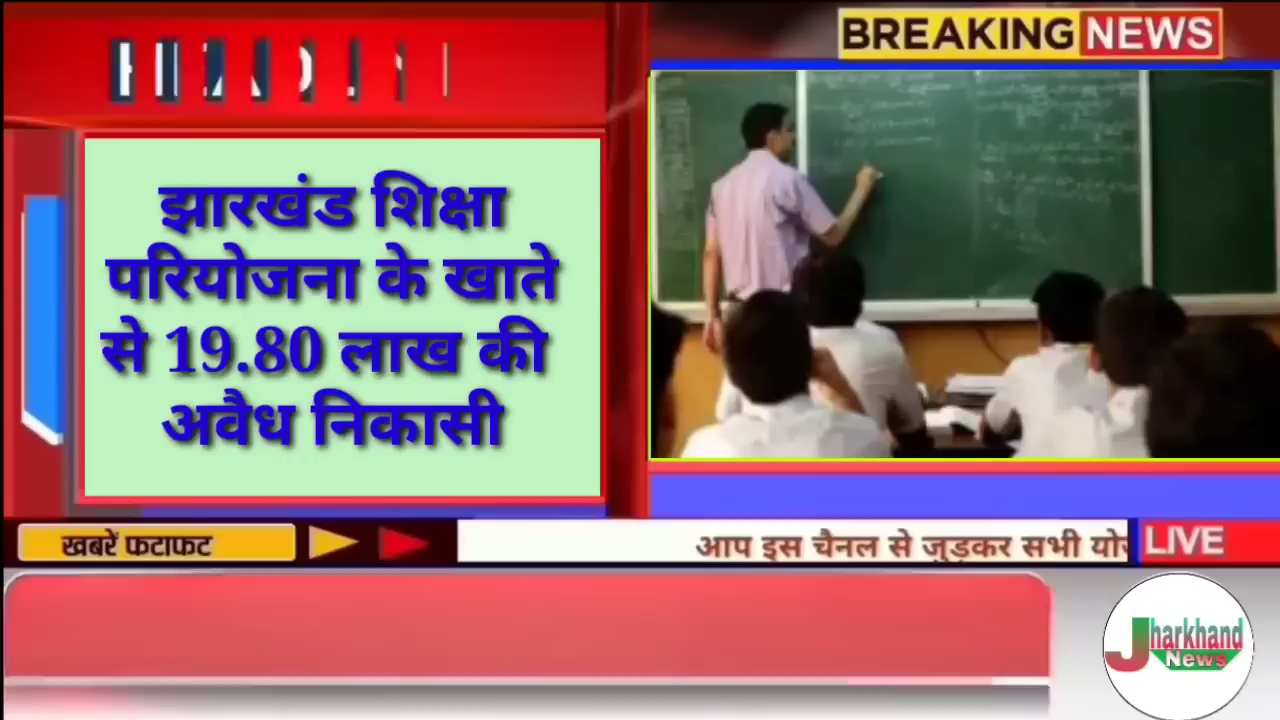 BREAKING NEWS
झारखंड शिक्षा
परियोजना के खाते
से 19.80 लाख की
अवैध निकासी
खबरें फटाफट
आप इस चैनल से जुड़कर सभी
LIVE
Jharkhand
News